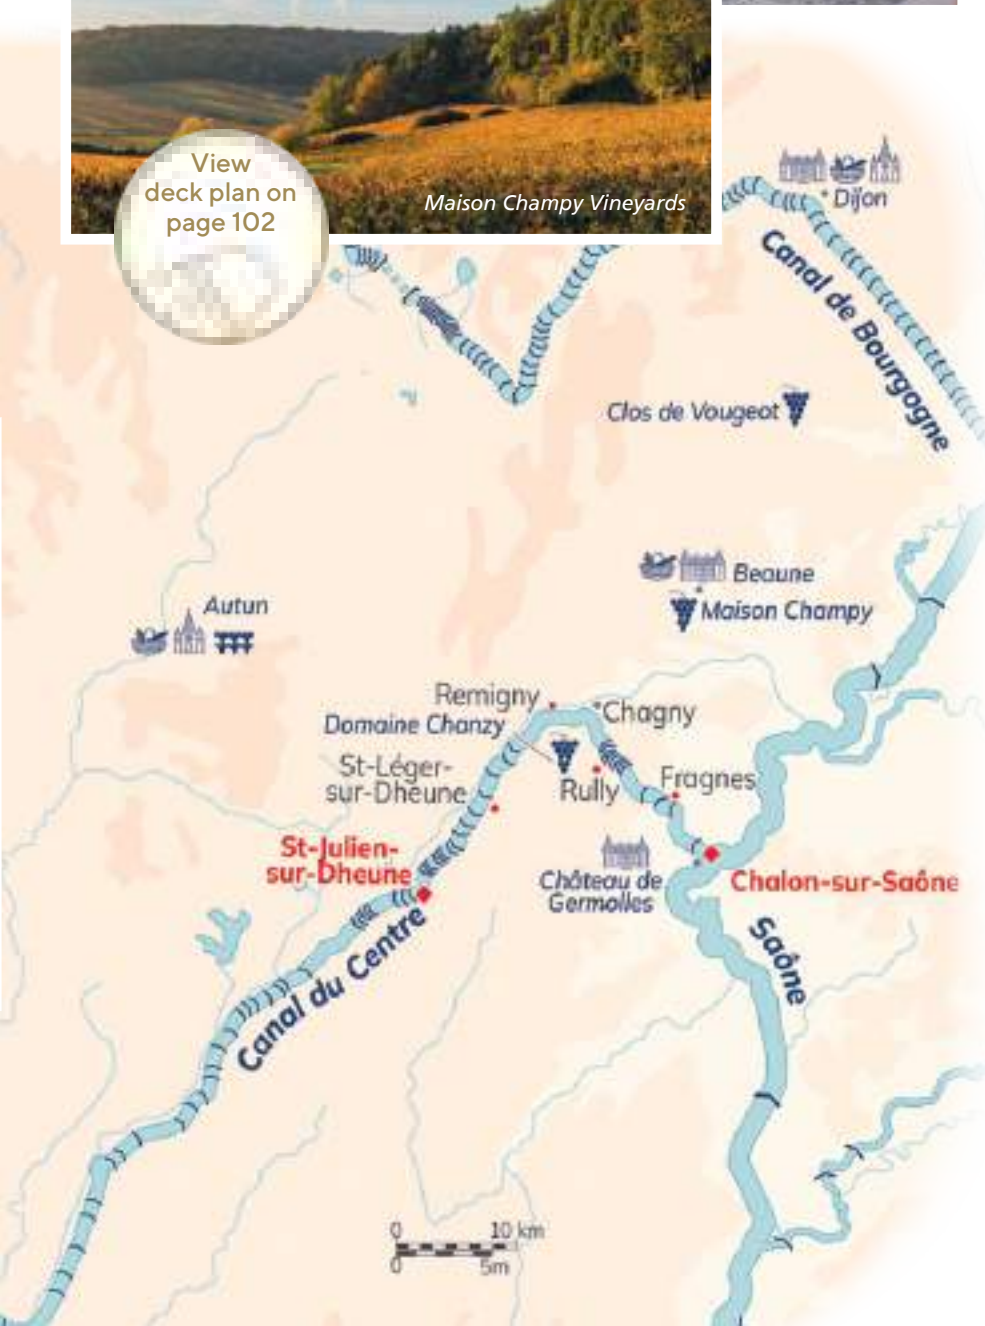 View
deck plan on
page 102
Maison Champy Vineyards
Dijon
Canal de Bourgogne
Clos de Vougeot
Beaune
Maison Champy
Autun
Remigny
Chagny
Domaine Chanzy
St-Léger-
sur-Dheune
Rully
Fragnes
St-Julien-
sur-Dheune
Château de
Germolles
Chalon-sur-Saône
Saône
Canal du Centre
0 10 km
0 5m